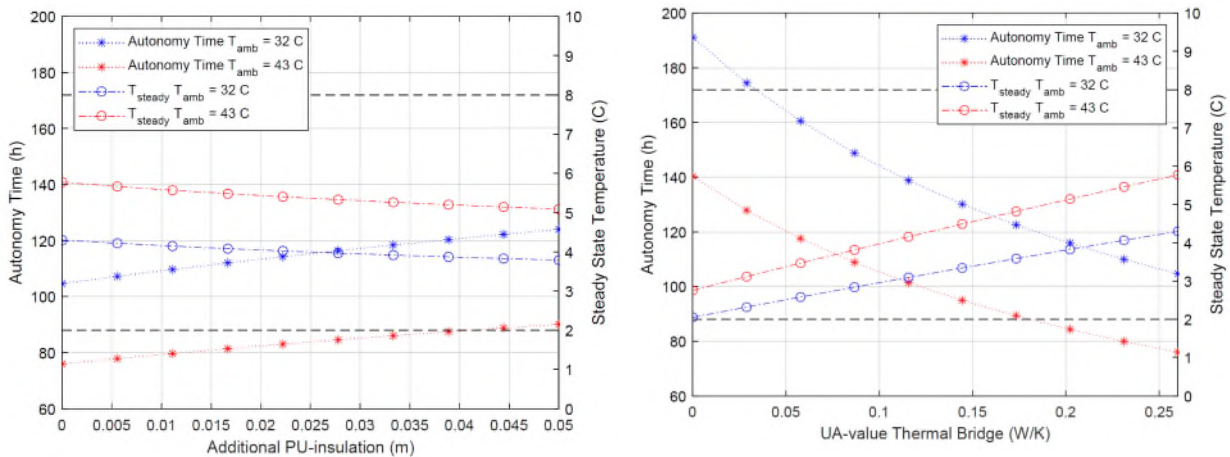 200
180
160
140
120
100
80
60
Autonomy Time (h)
Autonomy Time T_amb = 32 C
Autonomy Time T_amb = 43 C
T_steady T_amb = 32 C
T_steady T_amb = 43 C
10
9
8
7
6
5
4
3
2
1
0
Steady State Temperature (C)
0 0.005 0.01 0.015 0.02 0.025 0.03 0.035 0.04 0.045 0.05
Additional PU-insulation (m)
200
180
160
140
120
100
80
60
Autonomy Time (h)
Autonomy Time T_amb = 32 C
Autonomy Time T_amb = 43 C
T_steady T_amb = 32 C
T_steady T_amb = 43 C
10
9
8
7
6
5
4
3
2
1
0
Steady State Temperature (C)
0 0.05 0.1 0.15 0.2 0.25
UA-value Thermal Bridge (W/K)